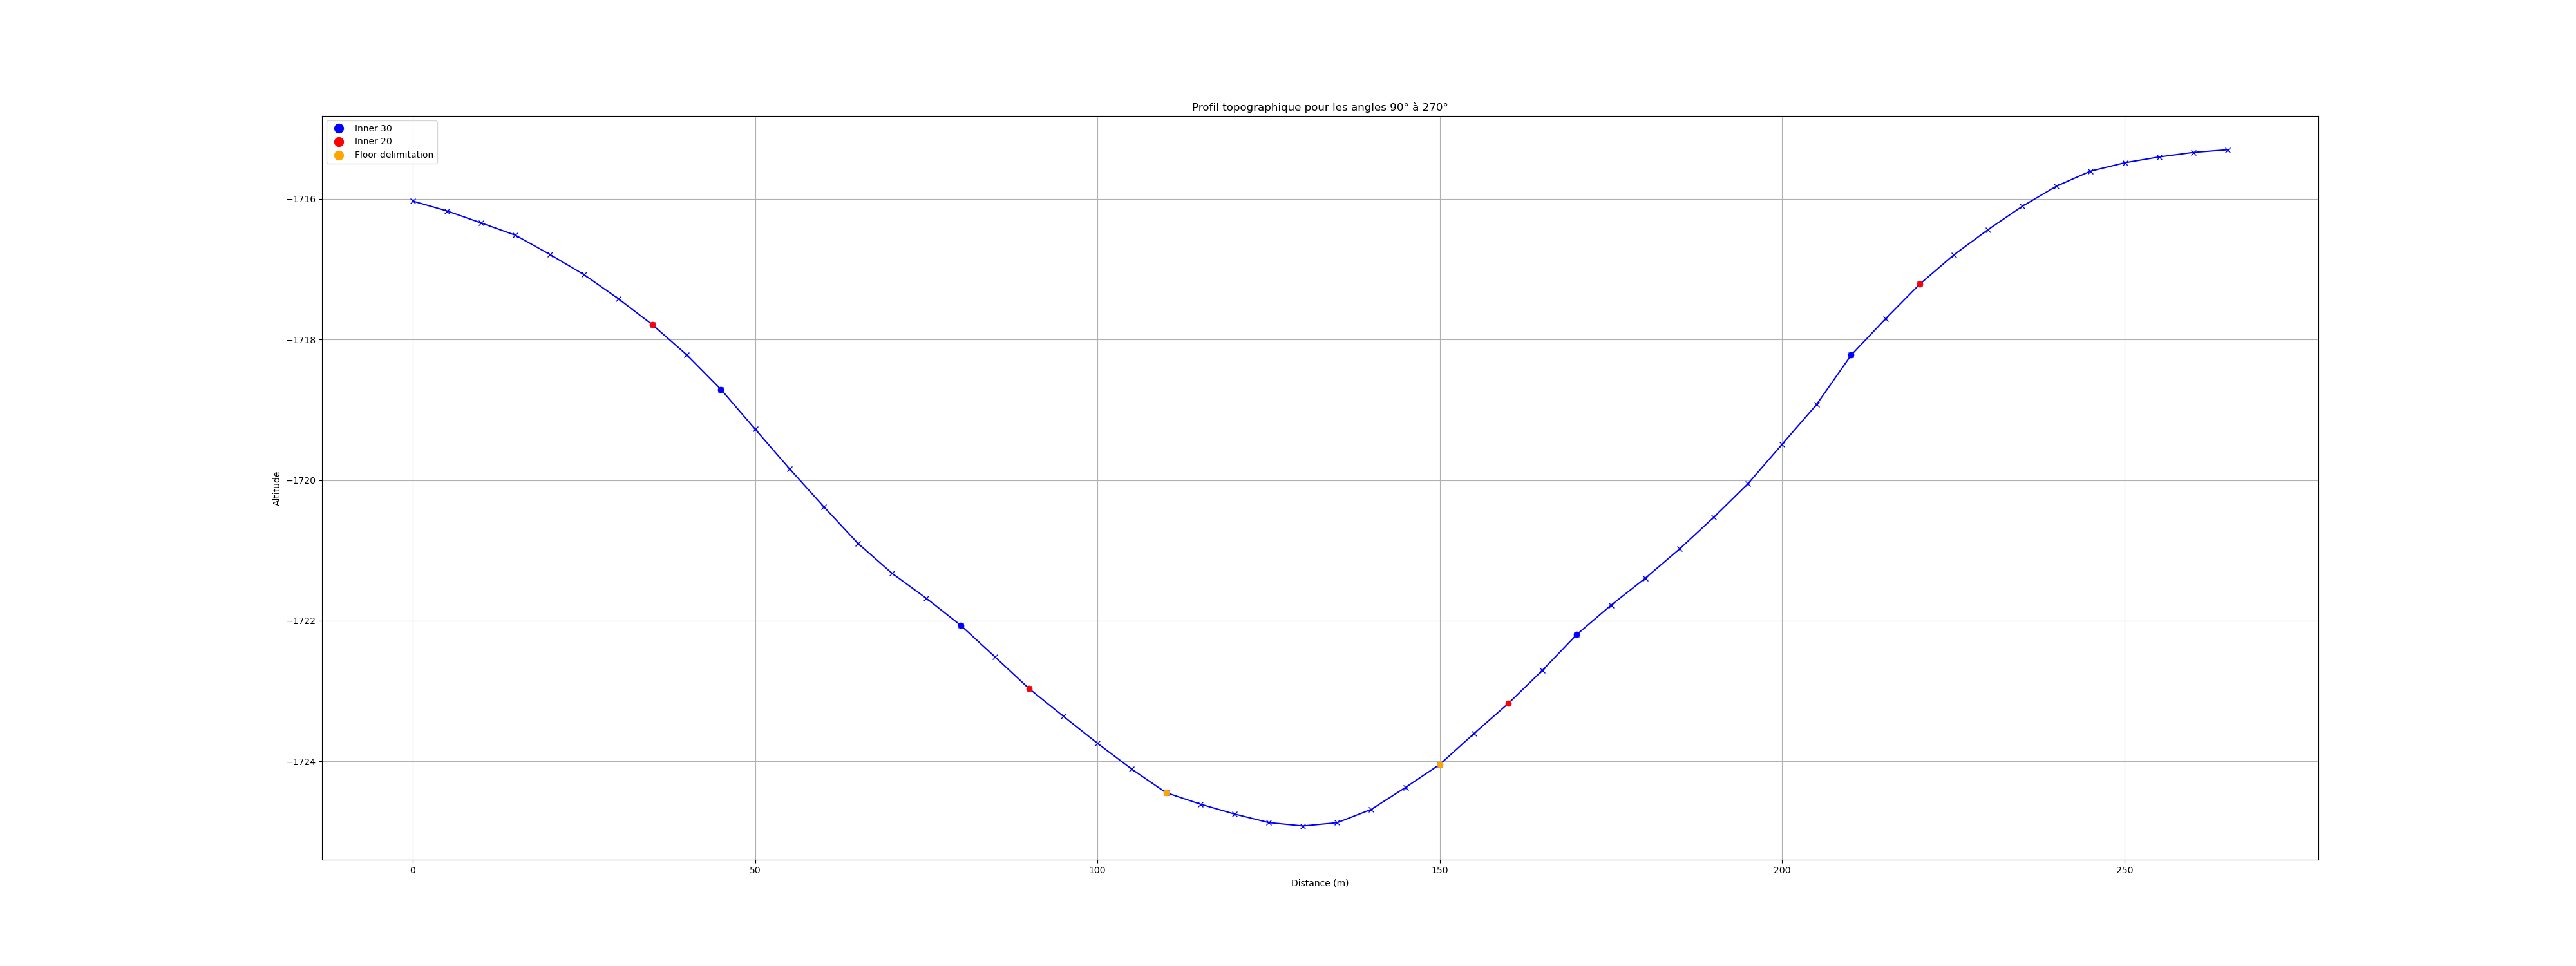 Profil topographique pour les angles 90° à 270°
Inner 30
Inner 20
Floor delimitation
Altitude
−1716
−1718
−1720
−1722
−1724
0 50 100 150 200 250
Distance (m)